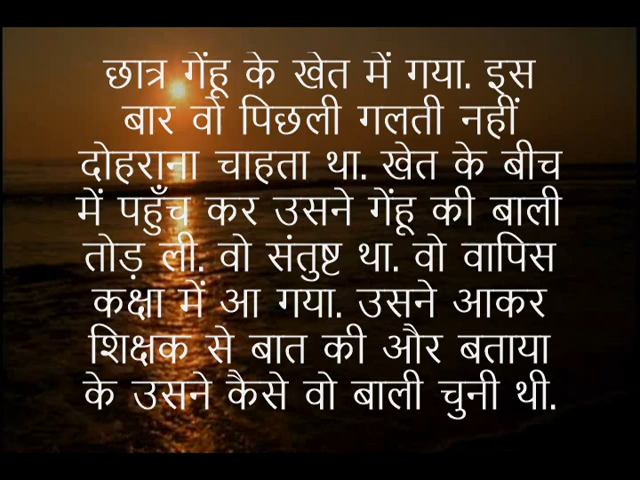 छात्र गेंहू के खेत में गया. इस
बार वो पिछली गलती नहीं
दोहराना चाहता था. खेत के बीच
में पहुँच कर उसने गेंहू की बाली
तोड़ ली. वो संतुष्ट था. वो वापिस
कक्षा में आ गया. उसने आकर
शिक्षक से बात की और बताया
के उसने कैसे वो बाली चुनी थी.